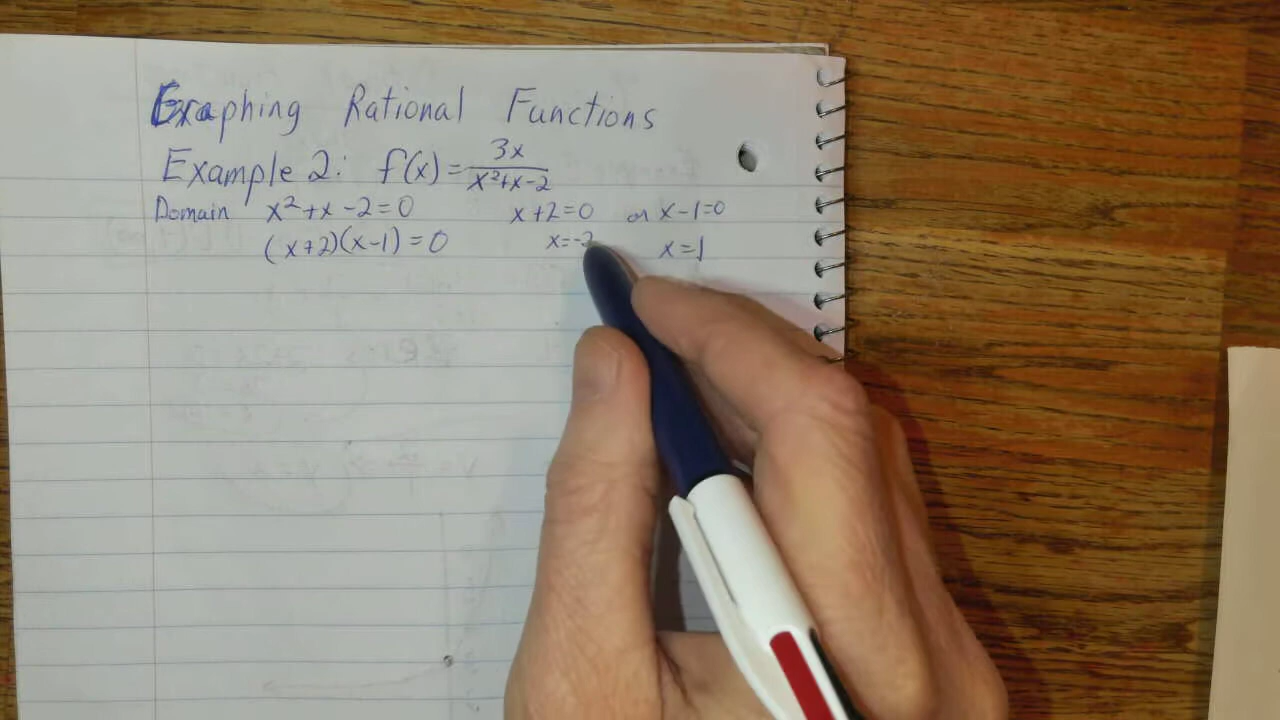 Graphing Rational Functions
Example 2: f(x) = 3x / x²+x-2
Domain x²+x-2=0 x+2=0 or x-1=0
(x+2)(x-1)=0 x=-2 x=1